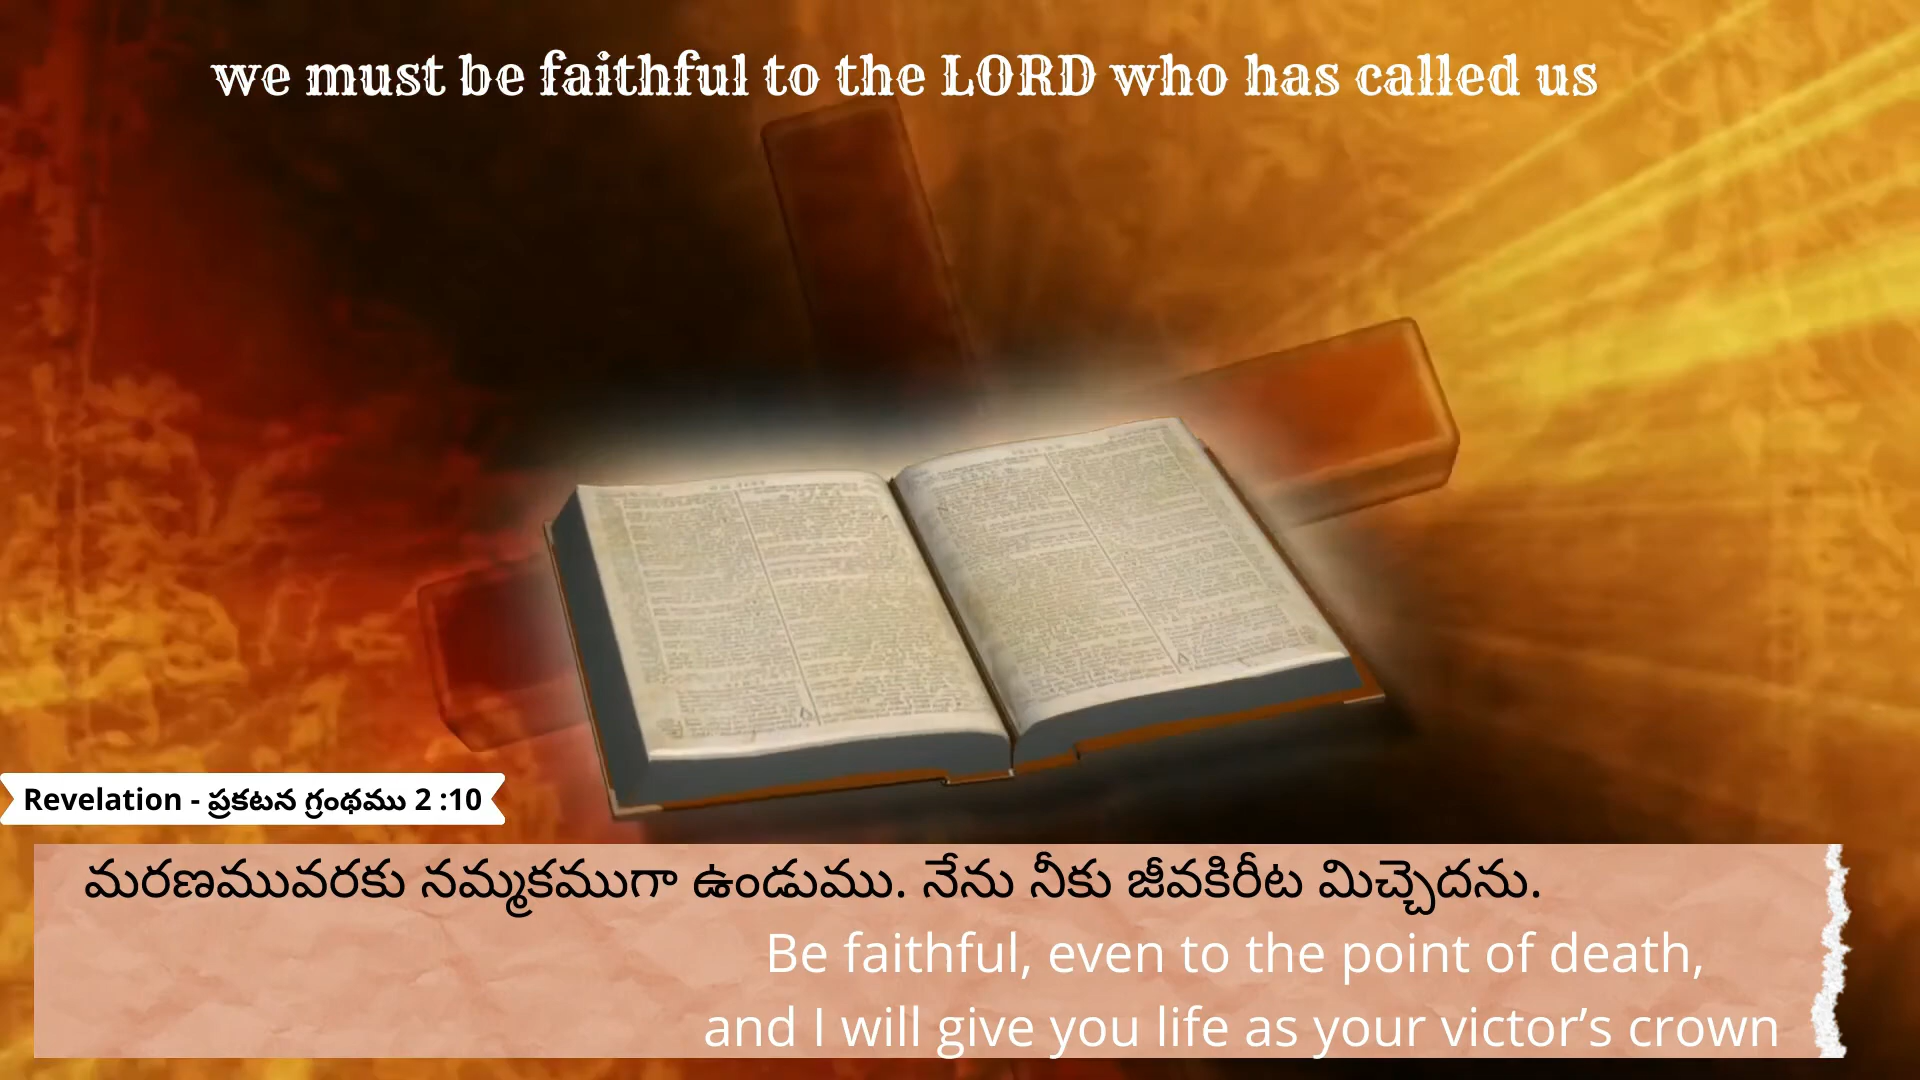 we must be faithful to the LORD who has called us
Revelation - ప్రకటన గ్రంథము 2 :10
మరణమువరకు నమ్మకముగా ఉండుము. నేను నీకు జీవకిరీట మిచ్చెదను.
Be faithful, even to the point of death,
and I will give you life as your victor’s crown